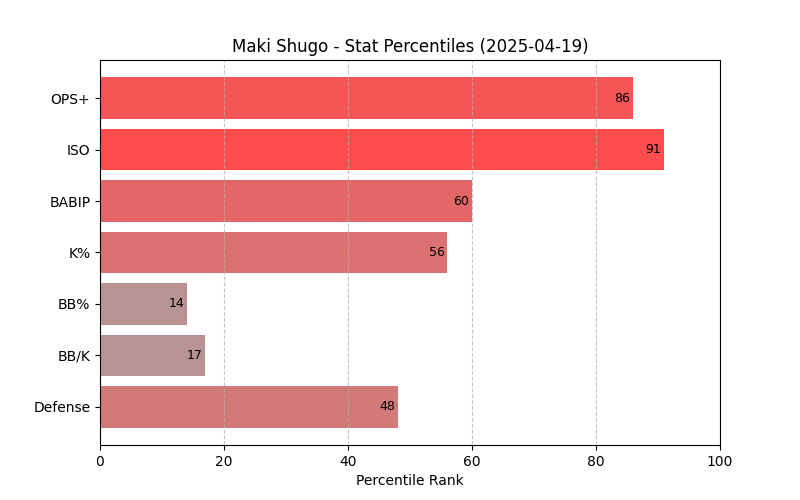 Maki Shugo - Stat Percentiles (2025-04-19)
OPS+ 86
ISO 91
BABIP 60
K% 56
BB% 14
BB/K 17
Defense 48
0 20 40 60 80 100
Percentile Rank